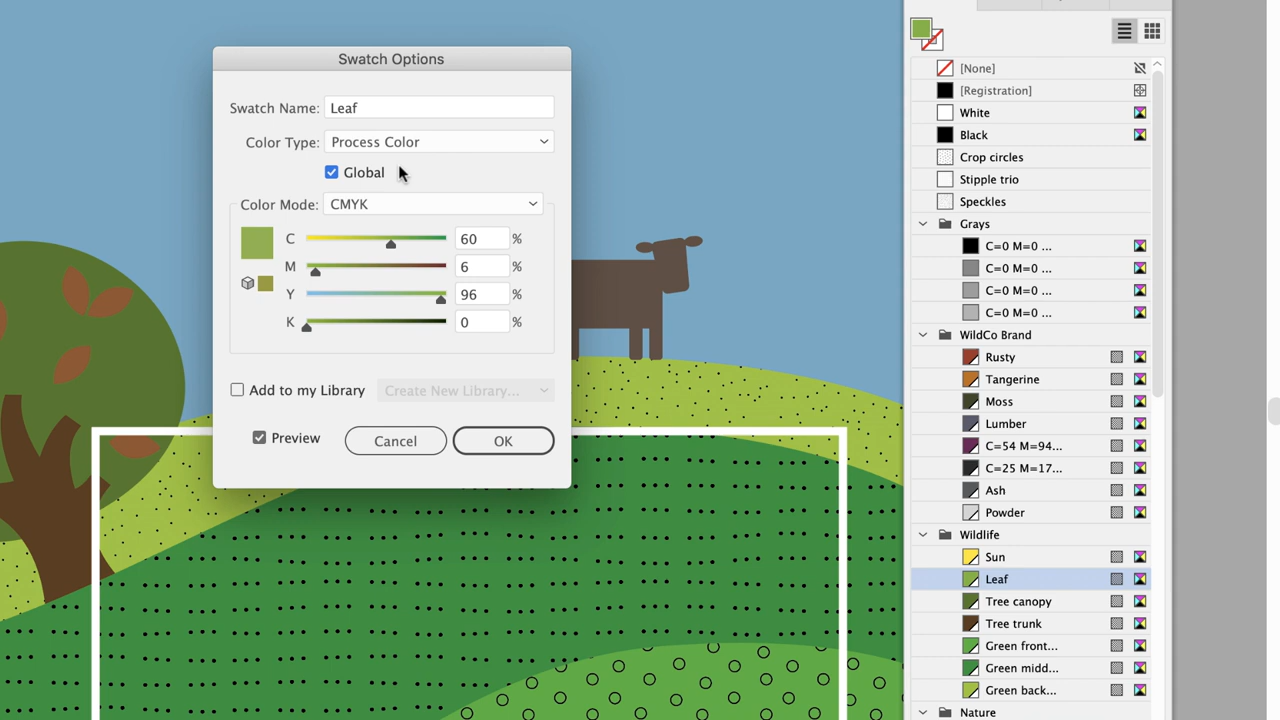 Swatch Options
Swatch Name: Leaf
Color Type: Process Color
Global
Color Mode: CMYK
C 60 %
M 6 %
Y 96 %
K 0 %
Add to my Library Create New Library...
Preview Cancel OK
[None]
[Registration]
White
Black
Crop circles
Stipple trio
Speckles
Grays
C=0 M=0 ...
C=0 M=0 ...
C=0 M=0 ...
C=0 M=0 ...
WildCo Brand
Rusty
Tangerine
Moss
Lumber
C=54 M=94...
C=25 M=17...
Ash
Powder
Wildlife
Sun
Leaf
Tree canopy
Tree trunk
Green front...
Green midd...
Green back...
Nature